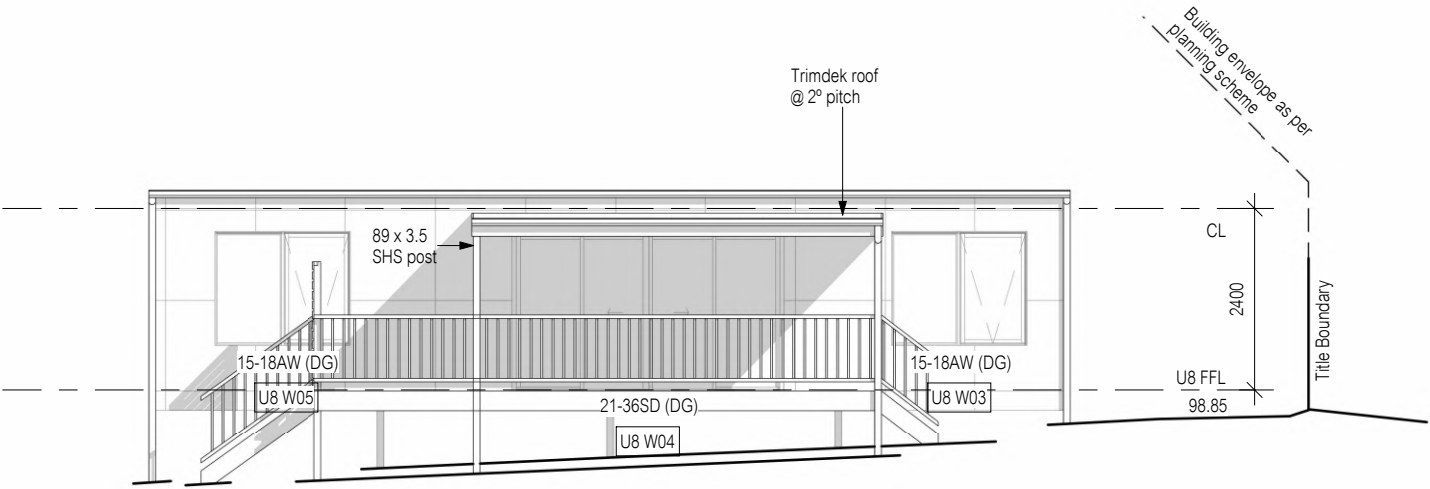 Building envelope as per
planning scheme
Trimdek roof
@ 2º pitch
89 x 3.5
SHS post
CL
2400
Title Boundary
15-18AW (DG)
15-18AW (DG)
U8 FFL
U8 W05
21-36SD (DG)
U8 W03
98.85
U8 W04